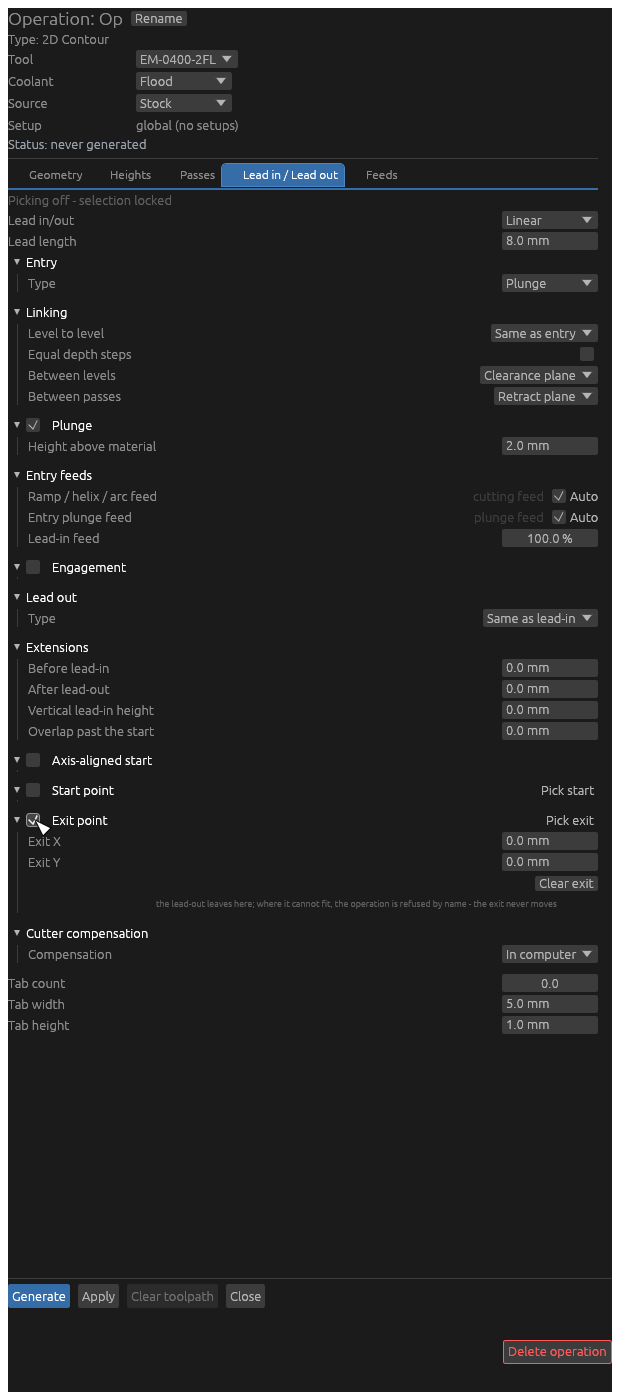 Operation: Op Rename
Type: 2D Contour
Tool EM-0400-2FL
Coolant Flood
Source Stock
Setup global (no setups)
Status: never generated
Geometry Heights Passes Lead in / Lead out Feeds
Picking off - selection locked
Lead in/out Linear
Lead length 8.0 mm
Entry
Type Plunge
Linking
Level to level Same as entry
Equal depth steps
Between levels Clearance plane
Between passes Retract plane
Plunge
Height above material 2.0 mm
Entry feeds
Ramp / helix / arc feed cutting feed Auto
Entry plunge feed plunge feed Auto
Lead-in feed 100.0 %
Engagement
Lead out
Type Same as lead-in
Extensions
Before lead-in 0.0 mm
After lead-out 0.0 mm
Vertical lead-in height 0.0 mm
Overlap past the start 0.0 mm
Axis-aligned start
Start point Pick start
Exit point Pick exit
Exit X 0.0 mm
Exit Y 0.0 mm
Clear exit
the lead-out leaves here; where it cannot fit, the operation is refused by name - the exit never moves
Cutter compensation
Compensation In computer
Tab count 0.0
Tab width 5.0 mm
Tab height 1.0 mm
Generate Apply Clear toolpath Close
Delete operation